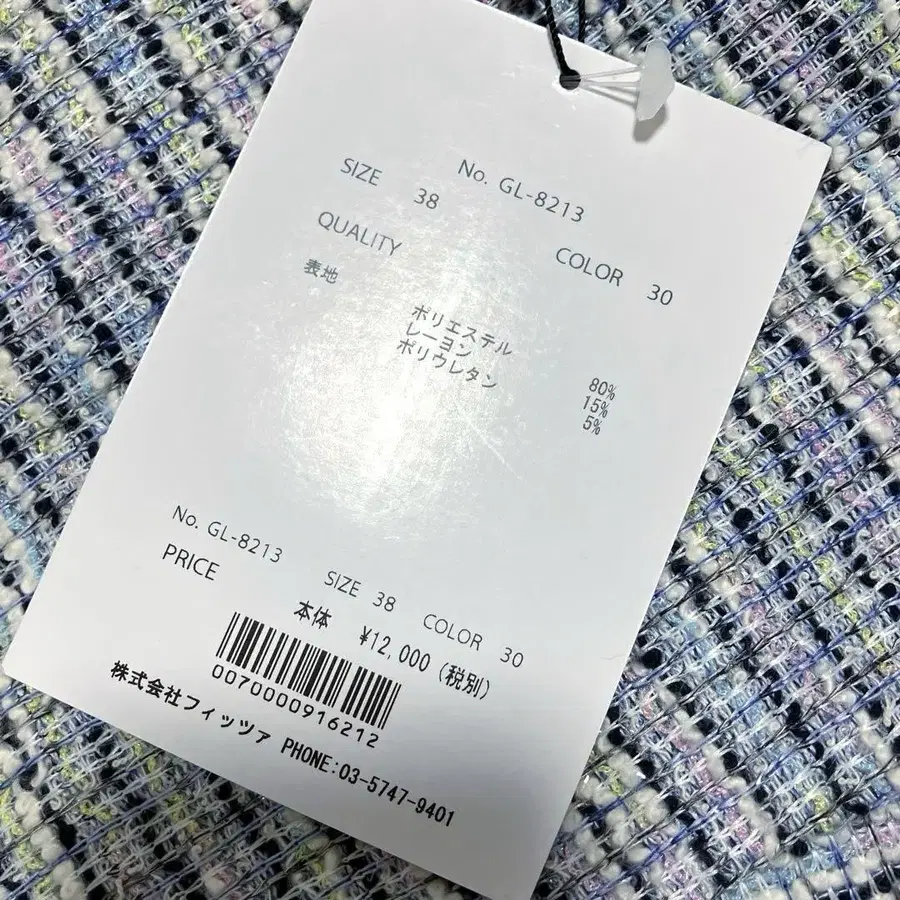 No. GL-8213
SIZE 38
COLOR 30
QUALITY
表地
ポリエステル 80%
レーヨン 15%
ポリウレタン 5%
No. GL-8213 SIZE 38 COLOR 30
PRICE 本体 ¥12,000 (税別)
0070000916212
株式会社フィッツァ PHONE:03-5747-9401